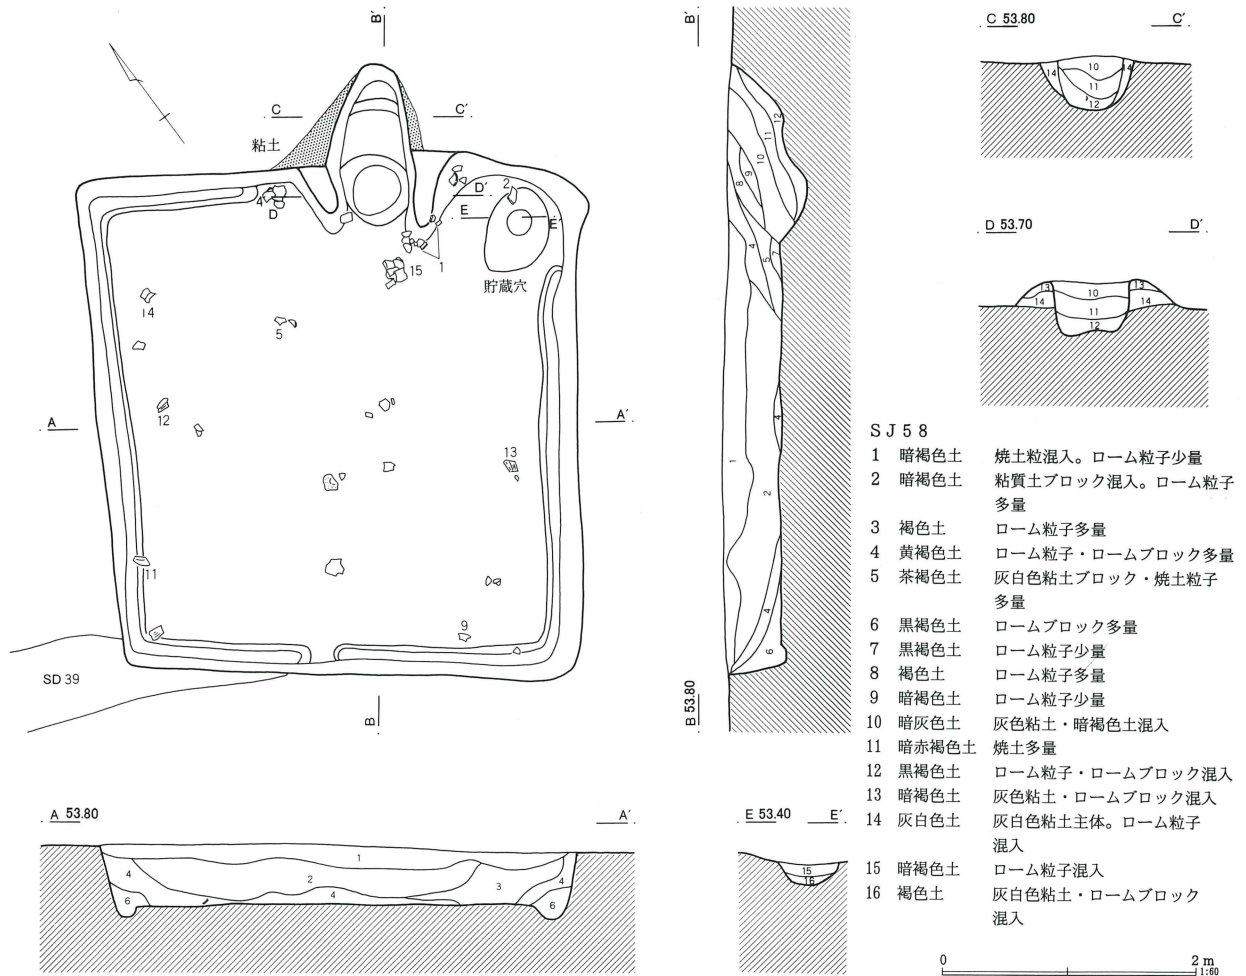 B′
C
C′
粘土
4
D
D′
2
E
E′
1
15
貯蔵穴
14
5
12
A
A′
13
11
9
SD 39
B
B′
12
11
10
9
8
7
5
4
4
1
2
4
6
B 53.80
C 53.80 C′
14
10
14
11
12
D 53.70 D′
13
10
13
14
11
14
12
A 53.80 A′
1
4
2
3
4
4
6
6
E 53.40 E′
15
16
SJ58
1 暗褐色土 焼土粒混入。ローム粒子少量
2 暗褐色土 粘質土ブロック混入。ローム粒子
多量
3 褐色土 ローム粒子多量
4 黄褐色土 ローム粒子・ロームブロック多量
5 茶褐色土 灰白色粘土ブロック・焼土粒子
多量
6 黒褐色土 ロームブロック多量
7 黒褐色土 ローム粒子少量
8 褐色土 ローム粒子多量
9 暗褐色土 ローム粒子少量
10 暗灰色土 灰色粘土・暗褐色土混入
11 暗赤褐色土 焼土多量
12 黒褐色土 ローム粒子・ロームブロック混入
13 暗褐色土 灰色粘土・ロームブロック混入
14 灰白色土 灰白色粘土主体。ローム粒子
混入
15 暗褐色土 ローム粒子混入
16 褐色土 灰白色粘土・ロームブロック
混入
0 2 m
1:60